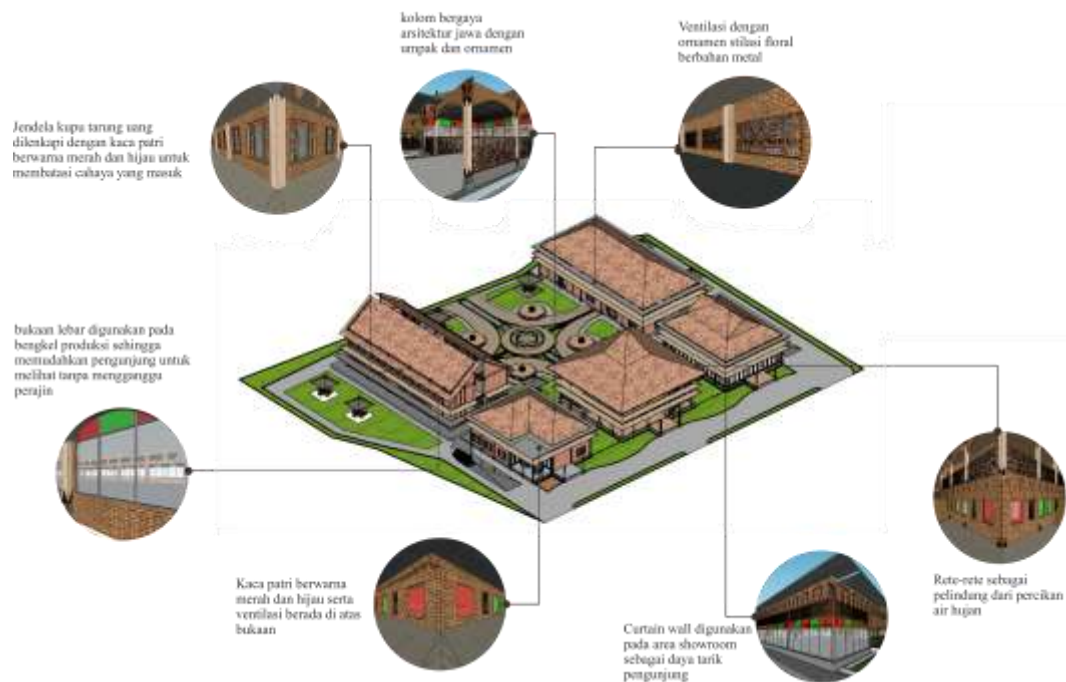 kolom bergaya
arsitektur jawa dengan
umpak dan ornamen
Ventilasi dengan
ornamen stilasi floral
berbahan metal
Jendela kupu tarung uang
dilenkapi dengan kaca patri
berwarna merah dan hijau untuk
membatasi cahaya yang masuk
bukaan lebar digunakan pada
bengkel produksi sehingga
memudahkan pengunjung untuk
melihat tanpa mengganggu
perajin
Kaca patri berwarna
merah dan hijau serta
ventilasi berada di atas
bukaan
Curtain wall digunakan
pada area showroom
sebagai daya tarik
pengunjung
Rete-rete sebagai
pelindung dari percikan
air hujan